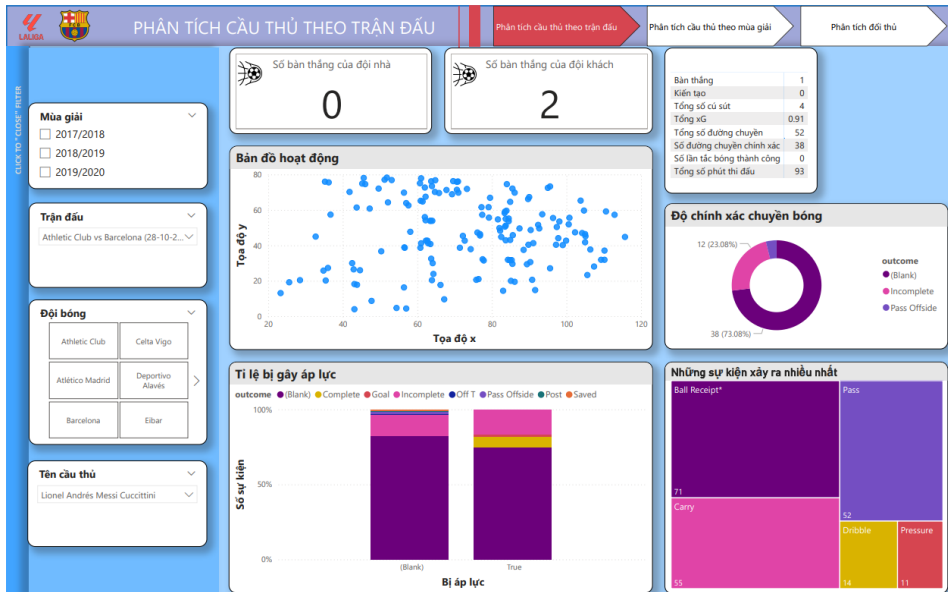 LALIGA
PHÂN TÍCH CẦU THỦ THEO TRẬN ĐẤU
Phân tích cầu thủ theo trận đấu
Phân tích cầu thủ theo mùa giải
Phân tích đối thủ
CLICK TO "CLOSE" FILTER
Mùa giải
2017/2018
2018/2019
2019/2020
Trận đấu
Athletic Club vs Barcelona (28-10-2...
Đội bóng
Athletic Club
Celta Vigo
Atlético Madrid
Deportivo
Alavés
Barcelona
Eibar
Tên cầu thủ
Lionel Andrés Messi Cuccittini
Số bàn thắng của đội nhà
0
Số bàn thắng của đội khách
2
Bàn thắng 1
Kiến tạo 0
Tổng số cú sút 4
Tổng xG 0.91
Tổng số đường chuyền 52
Số đường chuyền chính xác 38
Số lần tắc bóng thành công 0
Tổng số phút thi đấu 93
Bản đồ hoạt động
Tọa độ y
80
60
40
20
0
20 40 60 80 100 120
Tọa độ x
Độ chính xác chuyền bóng
12 (23.08%)
38 (73.08%)
outcome
(Blank)
Incomplete
Pass Offside
Tỉ lệ bị gây áp lực
outcome (Blank) Complete Goal Incomplete Off T Pass Offside Post Saved
Số sự kiện
100%
50%
0%
(Blank) True
Bị áp lực
Những sự kiện xảy ra nhiều nhất
Ball Receipt*
71
Pass
52
Carry
55
Dribble
14
Pressure
11